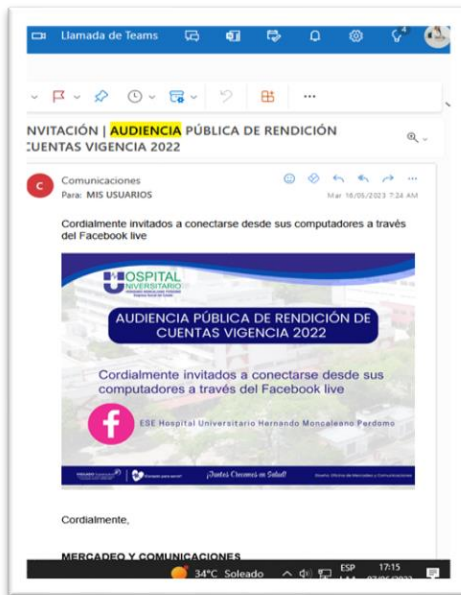 Llamada de Teams
4
NVITACIÓN | AUDIENCIA PÚBLICA DE RENDICIÓN
CUENTAS VIGENCIA 2022
C
Comunicaciones
Para: MIS USUARIOS
Mar 16/05/2023 7:24 AM
Cordialmente invitados a conectarse desde sus computadores a través
del Facebook live
HOSPITAL
UNIVERSITARIO
AUDIENCIA PÚBLICA DE RENDICIÓN DE
CUENTAS VIGENCIA 2022
Cordialmente invitados a conectarse desde sus
computadores a través del Facebook live
f
ESE Hospital Universitario Hernando Moncaleano Perdomo
¡Juntos Creamos en Salud!
Cordialmente,
MERCADEO Y COMUNICACIONES
34°C Soleado
ESP
17:15